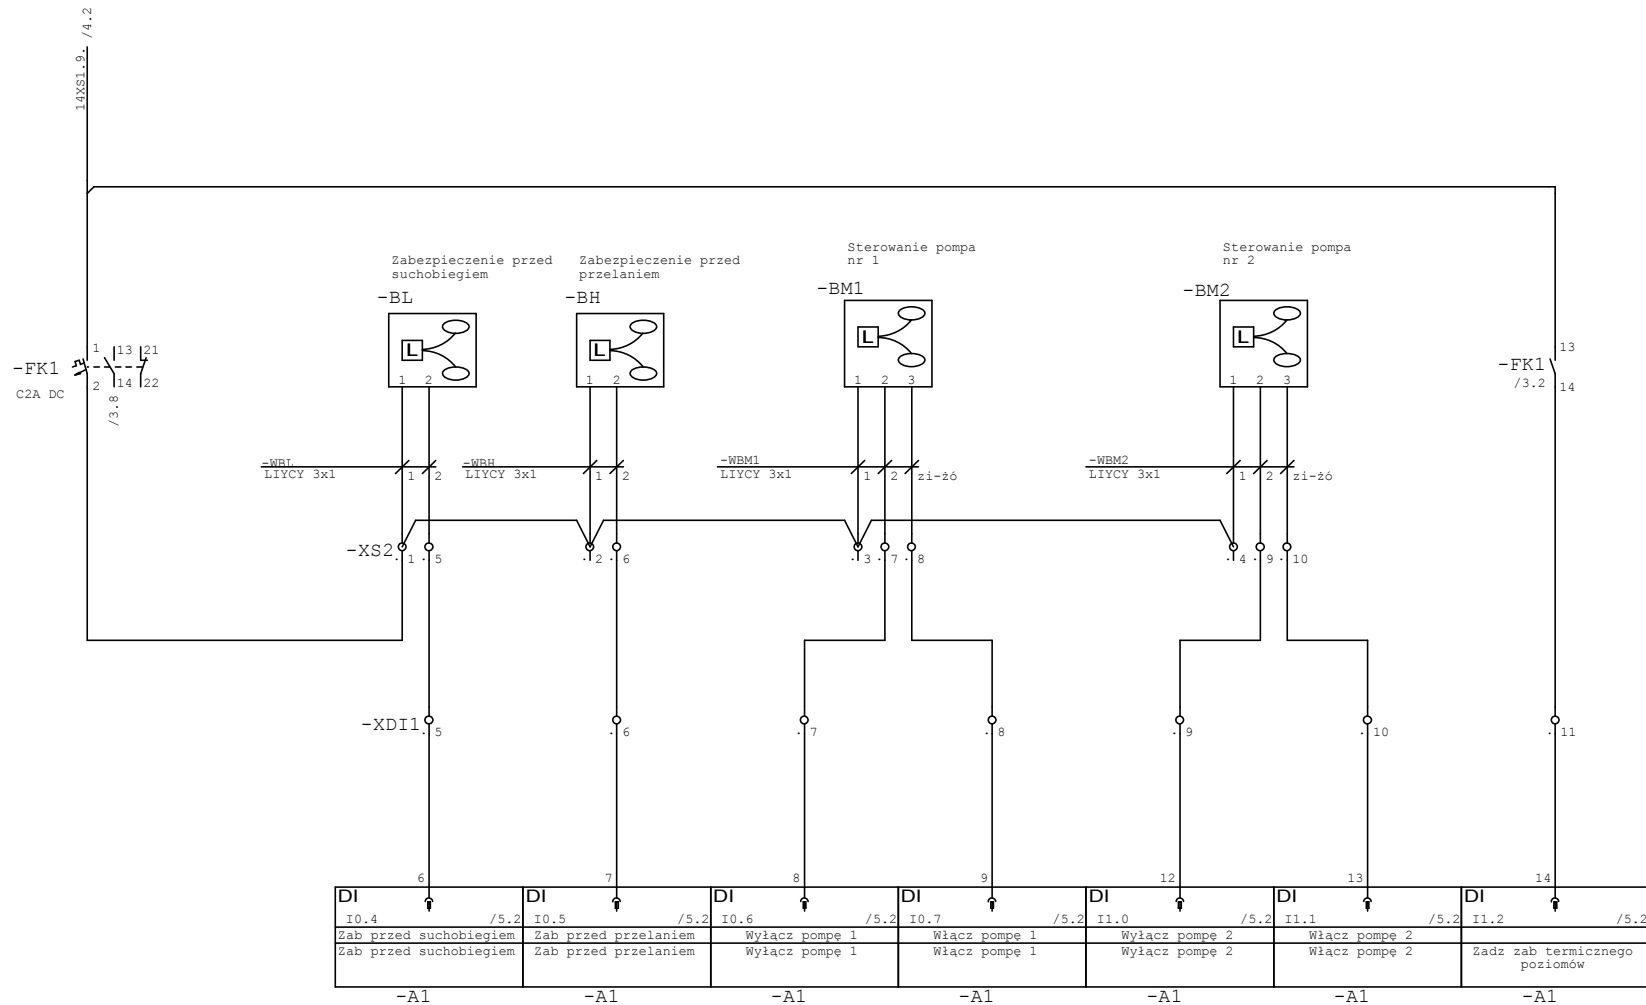 14XS1.9. /4.2
Sterowanie pompa
nr 1
Sterowanie pompa
nr 2
Zabezpieczenie przed
suchobiegiem
Zabezpieczenie przed
przelaniem
-BL
-BH
-BM1
-BM2
L
L
L
L
1 2
1 2
1 2 3
1 2 3
-FK1
C2A DC
1 13 21
2 14 22
/3.8
-FK1
/3.2
13
14
-WBL
LIYCY 3x1
1 2
-WBH
LIYCY 3x1
1 2
-WBM1
LIYCY 3x1
1 2 zi-żó
-WBM2
LIYCY 3x1
1 2 zi-żó
-XS2 1 5 2 6 3 7 8 4 9 10
-XDI1 5 6 7 8 9 10 11
6 7 8 9 12 13 14
DI DI DI DI DI DI DI
I0.4 /5.2 I0.5 /5.2 I0.6 /5.2 I0.7 /5.2 I1.0 /5.2 I1.1 /5.2 I1.2 /5.2
Zab przed suchobiegiem Zab przed przelaniem Wyłącz pompę 1 Włącz pompę 1 Wyłącz pompę 2 Włącz pompę 2
Zab przed suchobiegiem Zab przed przelaniem Wyłącz pompę 1 Włącz pompę 1 Wyłącz pompę 2 Włącz pompę 2 Zadz zab termicznego
poziomów
-A1 -A1 -A1 -A1 -A1 -A1 -A1